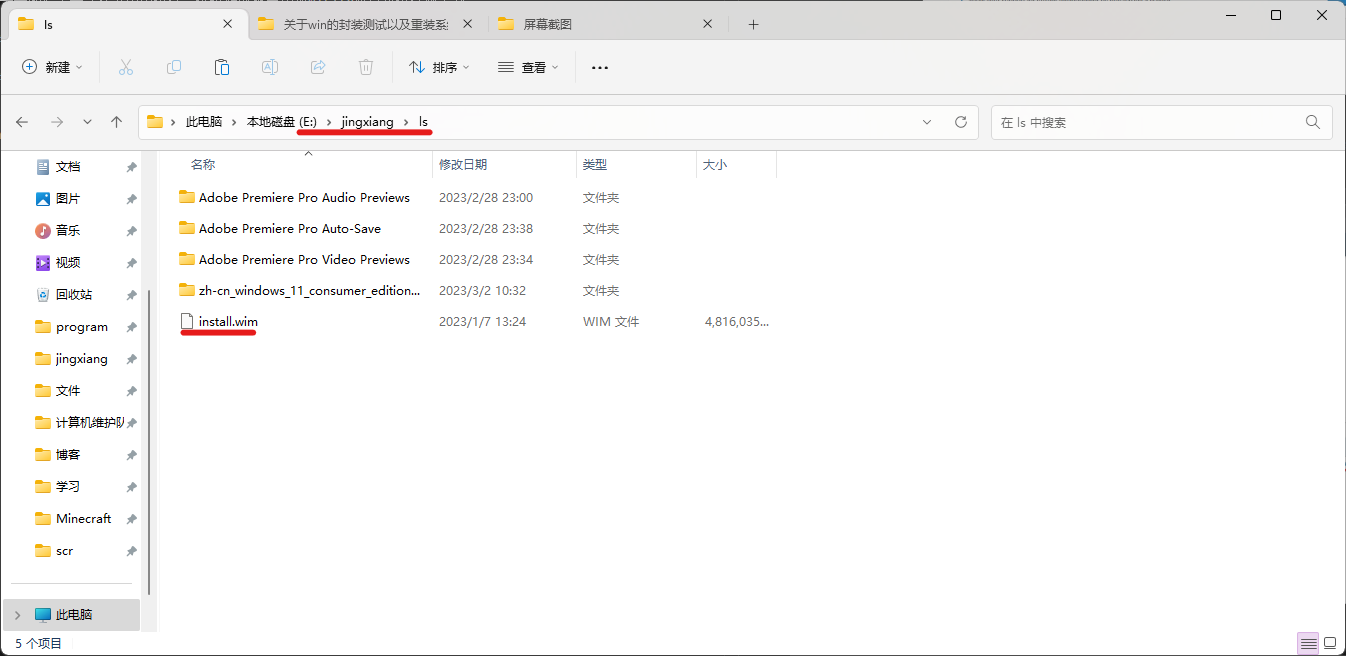 ls
关于win的封装测试以及重装系
屏幕截图
新建
排序
查看
此电脑 本地磁盘 (E:) jingxiang ls
在 ls 中搜索
文档
图片
音乐
视频
回收站
program
jingxiang
文件
计算机维护队
博客
学习
Minecraft
scr
此电脑
名称 修改日期 类型 大小
Adobe Premiere Pro Audio Previews 2023/2/28 23:00 文件夹
Adobe Premiere Pro Auto-Save 2023/2/28 23:38 文件夹
Adobe Premiere Pro Video Previews 2023/2/28 23:34 文件夹
zh-cn_windows_11_consumer_edition... 2023/3/2 10:32 文件夹
install.wim 2023/1/7 13:24 WIM 文件 4,816,035...
5 个项目